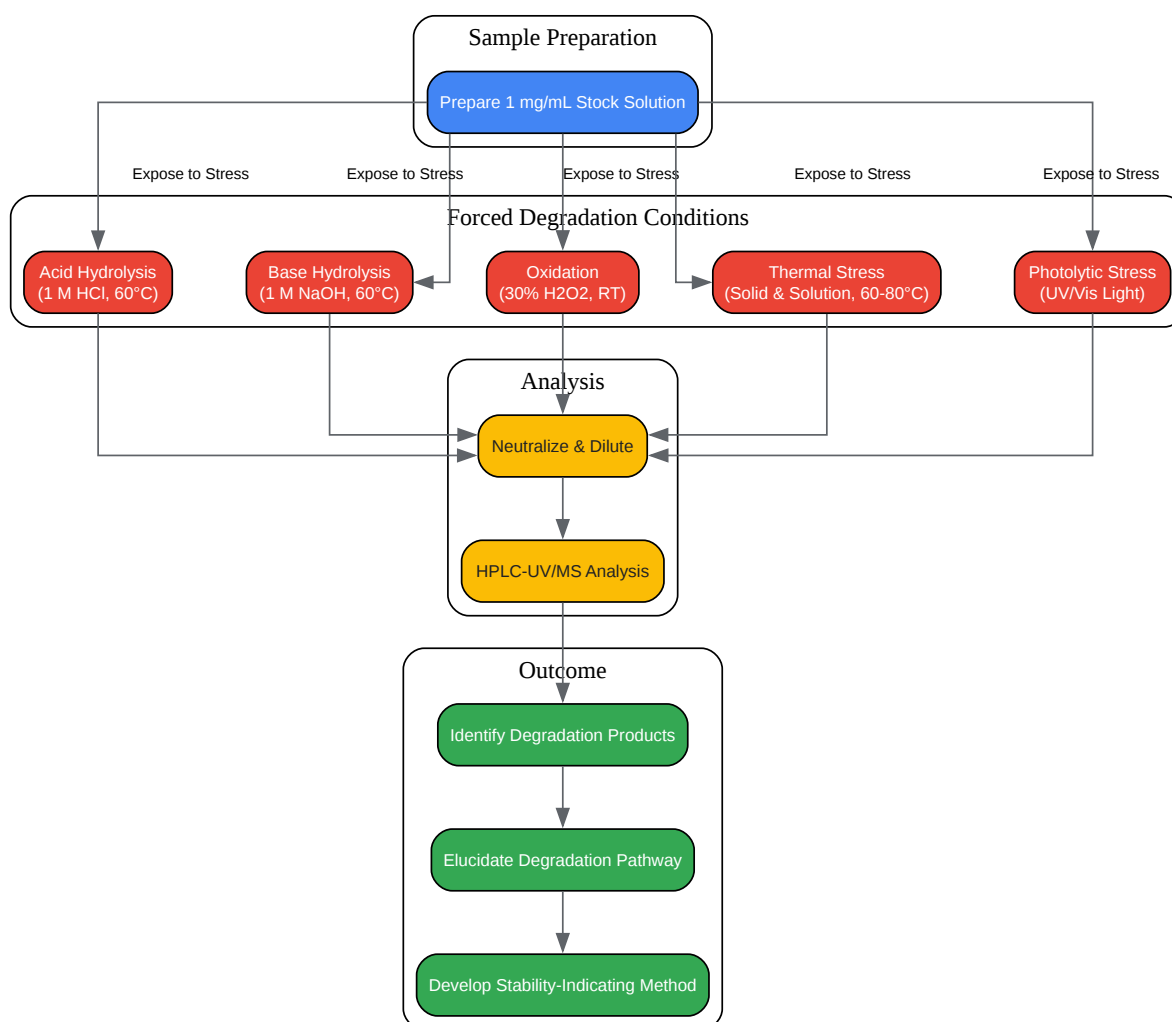 Sample Preparation
Prepare 1 mg/mL Stock Solution
Expose to Stress
Expose to Stress
Expose to Stress
Expose to Stress
Expose to Stress
Forced Degradation Conditions
Acid Hydrolysis
(1 M HCl, 60°C)
Base Hydrolysis
(1 M NaOH, 60°C)
Oxidation
(30% H2O2, RT)
Thermal Stress
(Solid & Solution, 60-80°C)
Photolytic Stress
(UV/Vis Light)
Analysis
Neutralize & Dilute
HPLC-UV/MS Analysis
Outcome
Identify Degradation Products
Elucidate Degradation Pathway
Develop Stability-Indicating Method